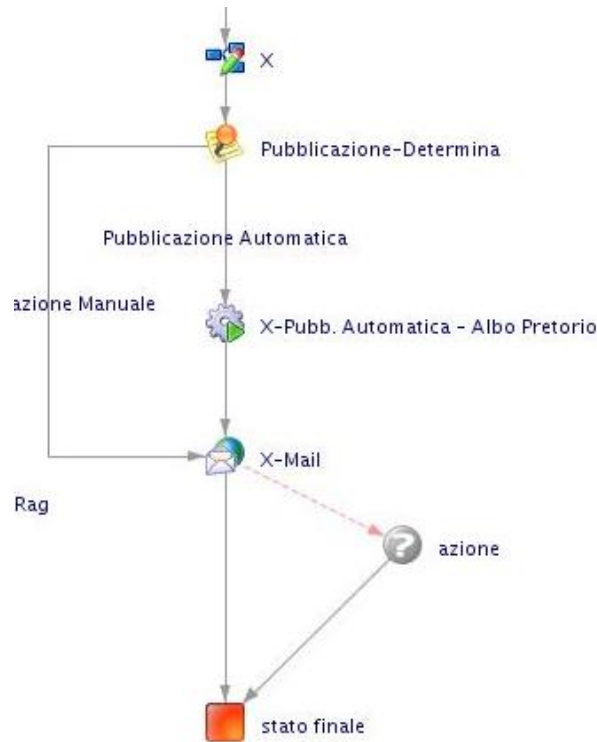 X
Pubblicazione-Determina
Pubblicazione Automatica
azione Manuale
X-Pubb. Automatica - Albo Pretorio
X-Mail
Rag
azione
stato finale